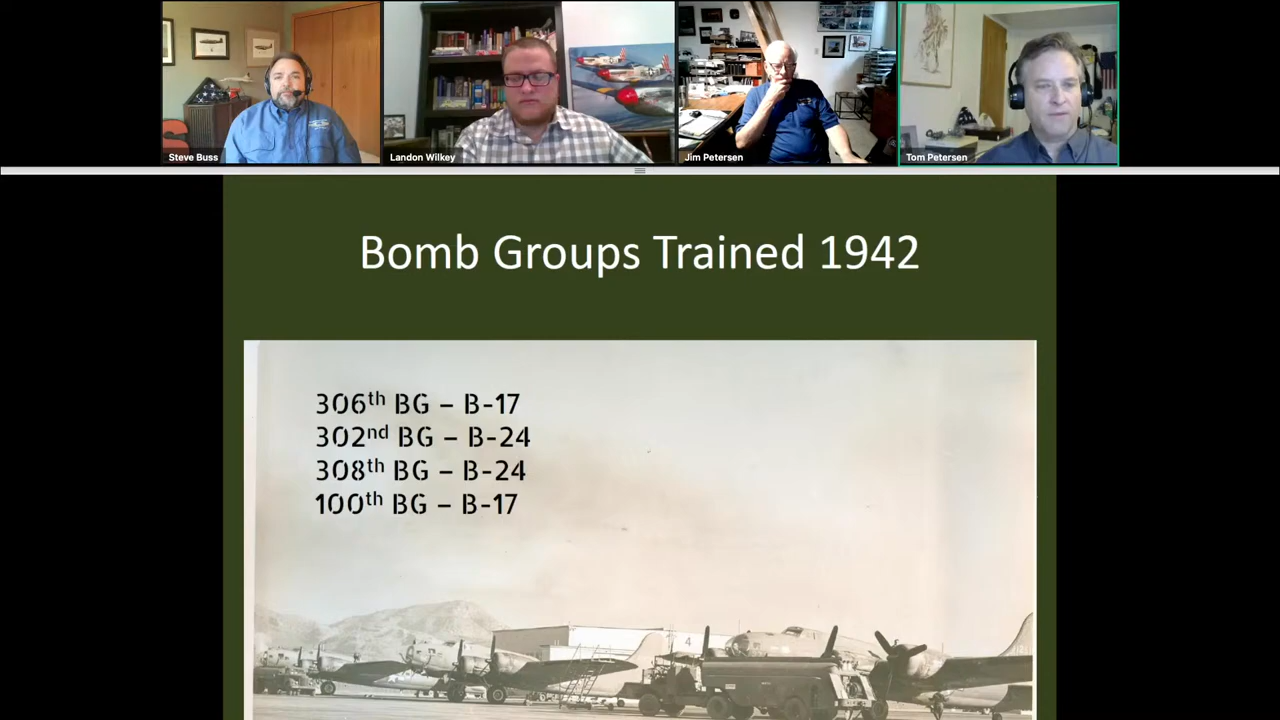 Steve Buss
Landon Wilkey
Jim Petersen
Tom Petersen
Bomb Groups Trained 1942
306th BG – B-17
302nd BG – B-24
308th BG – B-24
100th BG – B-17
4